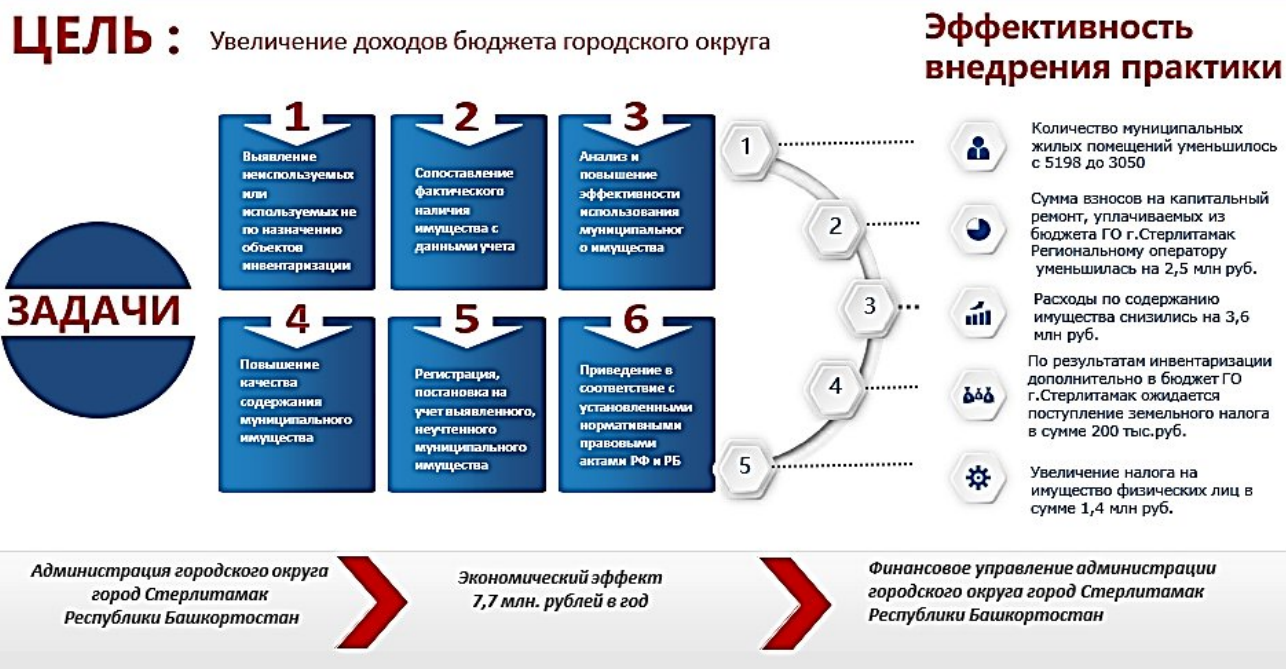 ЦЕЛЬ :
Увеличение доходов бюджета городского округа
Эффективность
внедрения практики
ЗАДАЧИ
1
Выявление
неиспользуемых
или
используемых не
по назначению
объектов
инвентаризации
2
Сопоставление
фактического
наличия
имущества с
данными учета
3
Анализ и
повышение
эффективности
использования
муниципальног
о имущества
4
Повышение
качества
содержания
муниципального
имущества
5
Регистрация,
постановка на
учет выявленного,
неучтенного
муниципального
имущества
6
Приведение в
соответствие с
установленными
нормативными
правовыми
актами РФ и РБ
1
Количество муниципальных
жилых помещений уменьшилось
с 5198 до 3050
2
Сумма взносов на капитальный
ремонт, уплачиваемых из
бюджета ГО г.Стерлитамак
Региональному оператору
уменьшилась на 2,5 млн руб.
3
Расходы по содержанию
имущества снизились на 3,6
млн руб.
4
По результатам инвентаризации
дополнительно в бюджет ГО
г.Стерлитамак ожидается
поступление земельного налога
в сумме 200 тыс.руб.
5
Увеличение налога на
имущество физических лиц в
сумме 1,4 млн руб.
Администрация городского округа
город Стерлитамак
Республики Башкортостан
Экономический эффект
7,7 млн. рублей в год
Финансовое управление администрации
городского округа город Стерлитамак
Республики Башкортостан